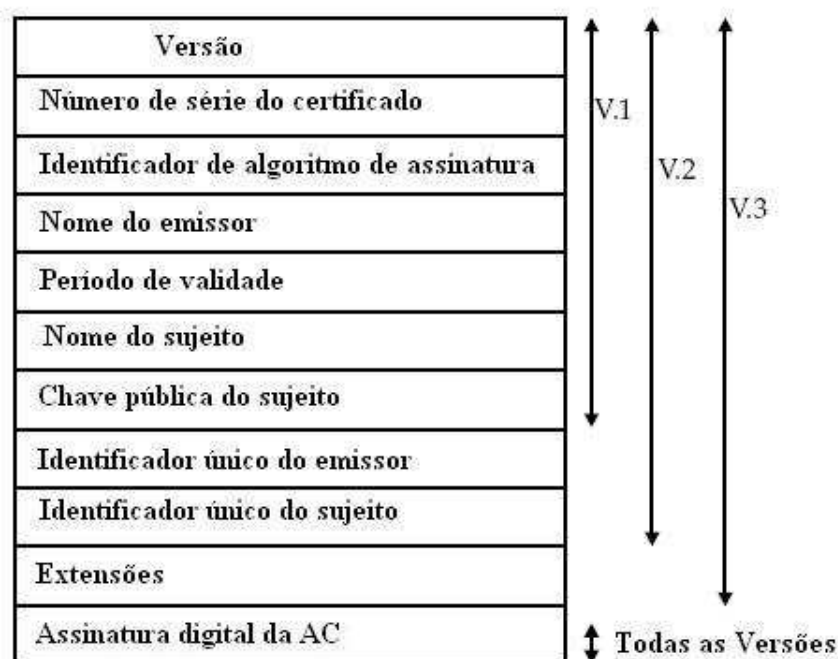 Versão
Número de série do certificado
Identificador de algoritmo de assinatura
Nome do emissor
Período de validade
Nome do sujeito
Chave pública do sujeito
Identificador único do emissor
Identificador único do sujeito
Extensões
Assinatura digital da AC
V.1
V.2
V.3
Todas as Versões